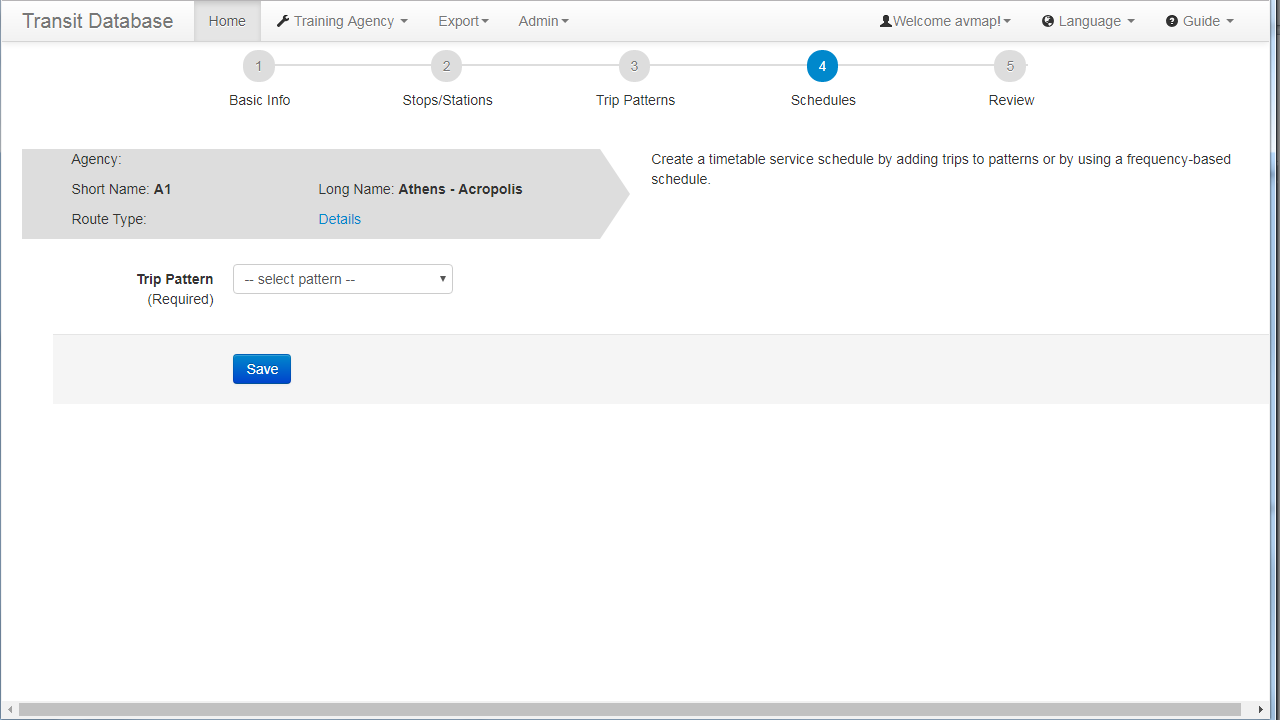 Transit Database Home Training Agency Export Admin Welcome avmap! Language Guide
1 2 3 4 5
Basic Info Stops/Stations Trip Patterns Schedules Review
Agency:
Short Name: A1 Long Name: Athens - Acropolis
Route Type: Details
Create a timetable service schedule by adding trips to patterns or by using a frequency-based
schedule.
Trip Pattern -- select pattern --
(Required)
Save